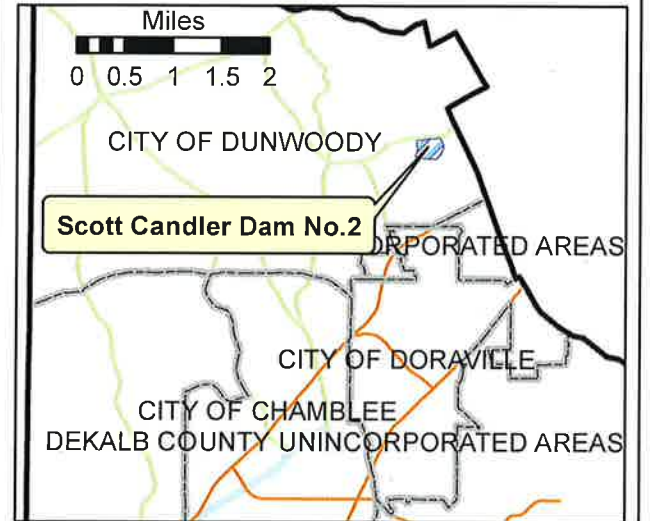 Miles
0 0.5 1 1.5 2
CITY OF DUNWOODY
Scott Candler Dam No.2
ORPORATED AREAS
CITY OF DORAVILLE
CITY OF CHAMBLEE
DEKALB COUNTY UNINCORPORATED AREAS